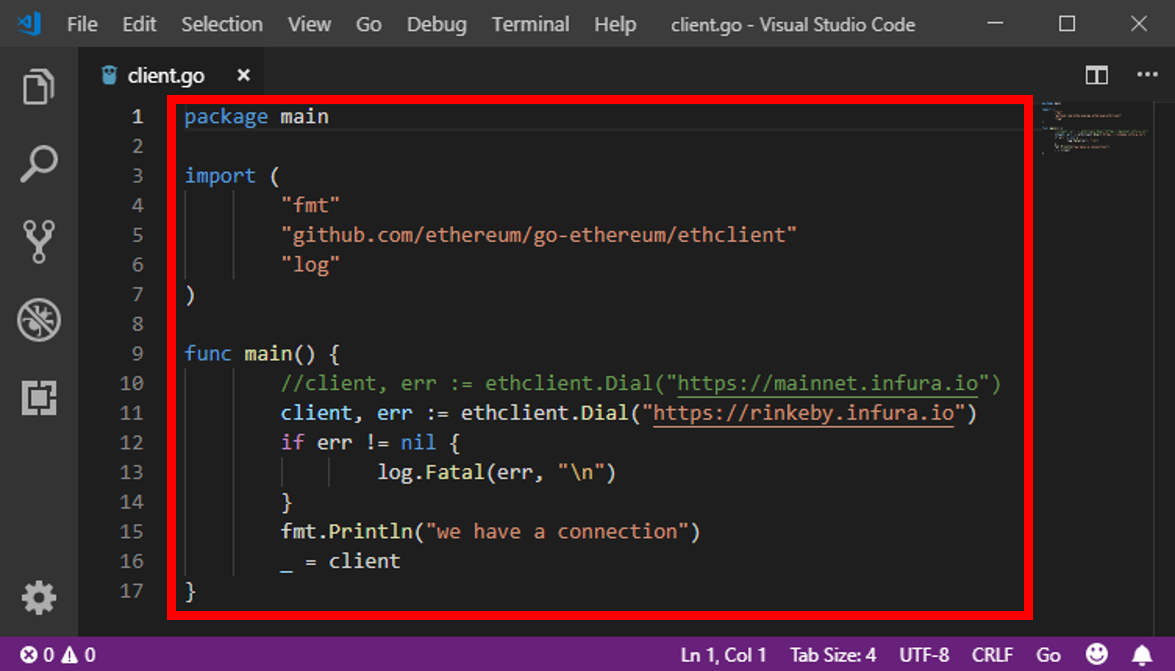 File Edit Selection View Go Debug Terminal Help client.go - Visual Studio Code
client.go
1 package main
2
3 import (
4 "fmt"
5 "github.com/ethereum/go-ethereum/ethclient"
6 "log"
7 )
8
9 func main() {
10 //client, err := ethclient.Dial("https://mainnet.infura.io")
11 client, err := ethclient.Dial("https://rinkeby.infura.io")
12 if err != nil {
13 log.Fatal(err, "\n")
14 }
15 fmt.Println("we have a connection")
16 _ = client
17 }
0 0 Ln 1, Col 1 Tab Size: 4 UTF-8 CRLF Go